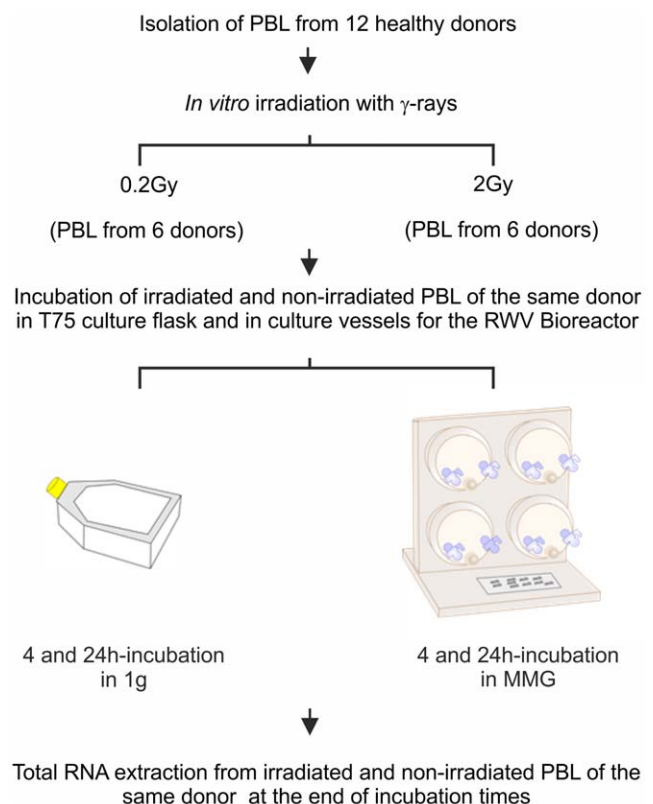 Isolation of PBL from 12 healthy donors
In vitro irradiation with γ-rays
0.2Gy
2Gy
(PBL from 6 donors)
(PBL from 6 donors)
Incubation of irradiated and non-irradiated PBL of the same donor
in T75 culture flask and in culture vessels for the RWV Bioreactor
4 and 24h-incubation
in 1g
4 and 24h-incubation
in MMG
Total RNA extraction from irradiated and non-irradiated PBL of the
same donor at the end of incubation times